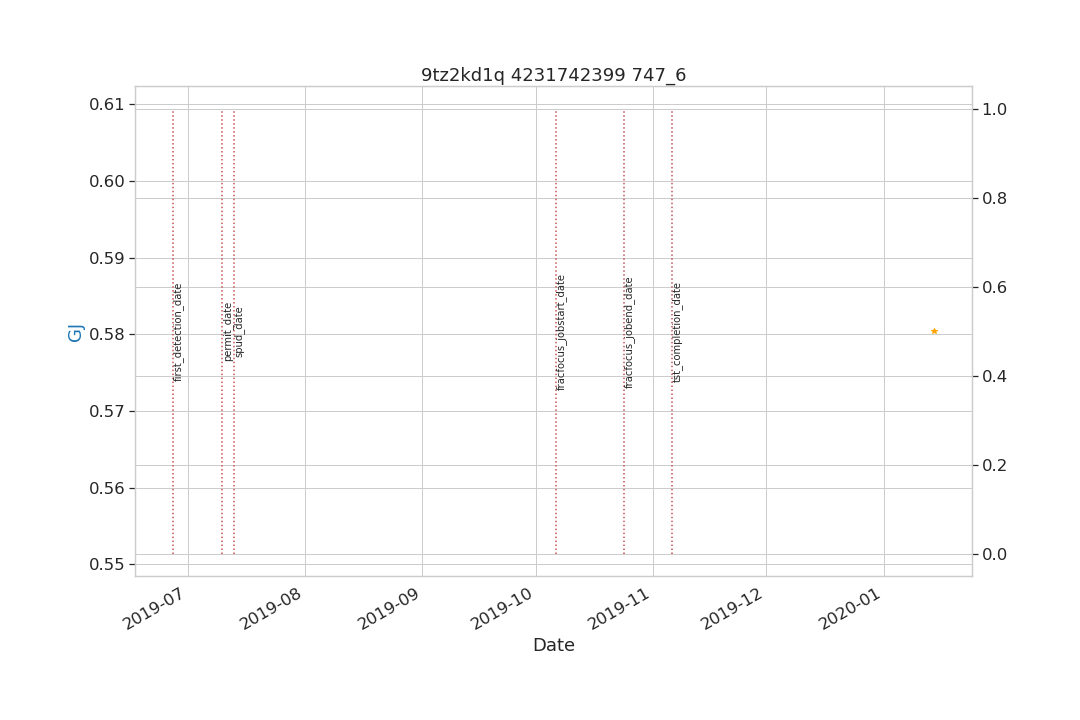 9tz2kd1q 4231742399 747_6
0.61
0.60
0.59
0.58
0.57
0.56
0.55
GJ
1.0
0.8
0.6
0.4
0.2
0.0
first_detection_date
permit_date
spud_date
fracfocus_jobstart_date
fracfocus_jobend_date
tst_completion_date
2019-07
2019-08
2019-09
2019-10
2019-11
2019-12
2020-01
Date